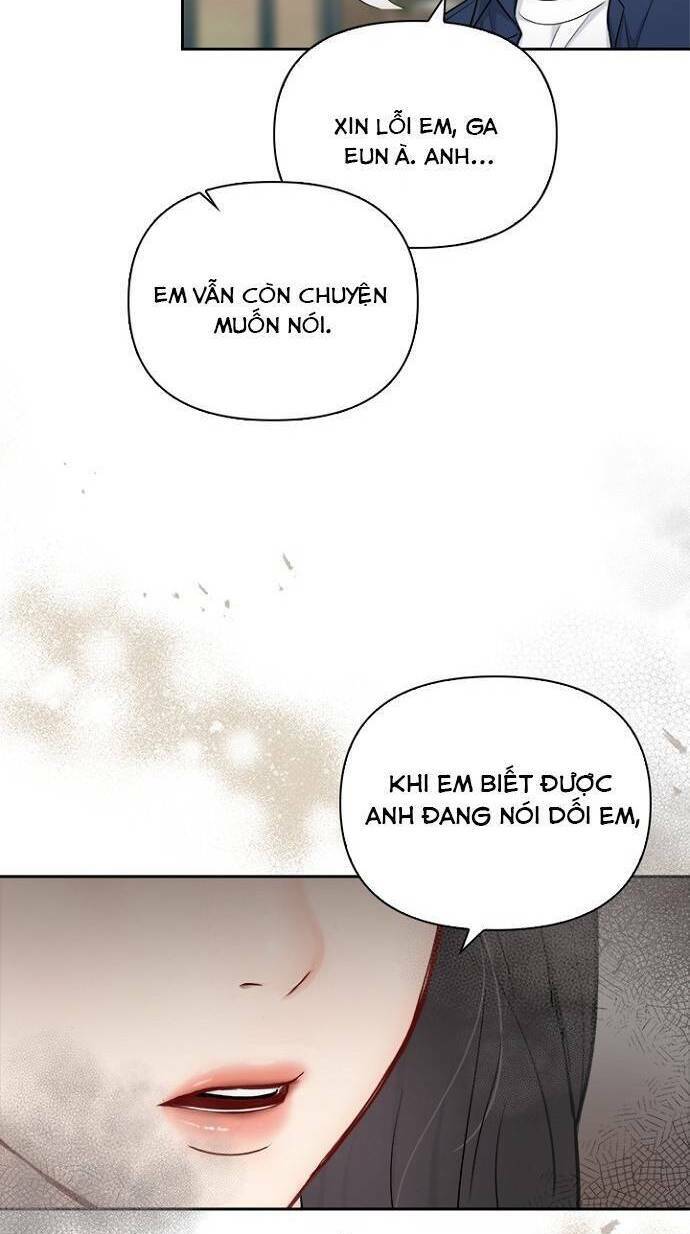 XIN LỖI EM, GA
EUN À. ANH...
EM VẪN CÒN CHUYỆN
MUỐN NÓI.
KHI EM BIẾT ĐƯỢC
ANH ĐANG NÓI DỐI EM,